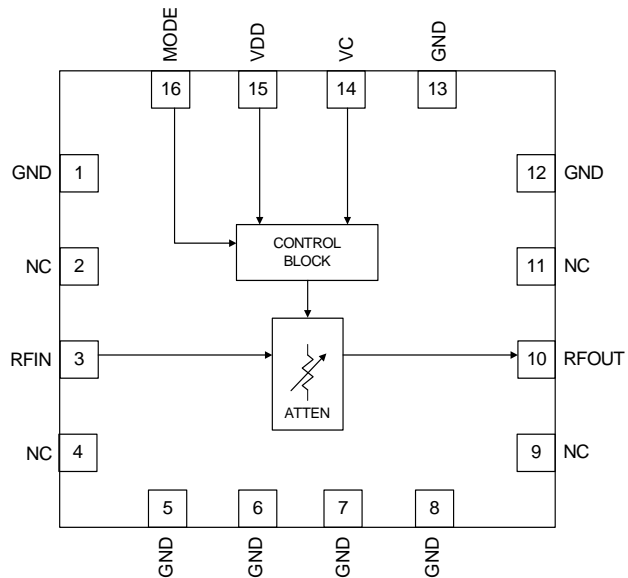 MODE
VDD
VC
GND
16
15
14
13
GND
1
12
GND
CONTROL
BLOCK
NC
2
11
NC
RFIN
3
10
RFOUT
ATTEN
NC
4
9
NC
5
6
7
8
GND
GND
GND
GND